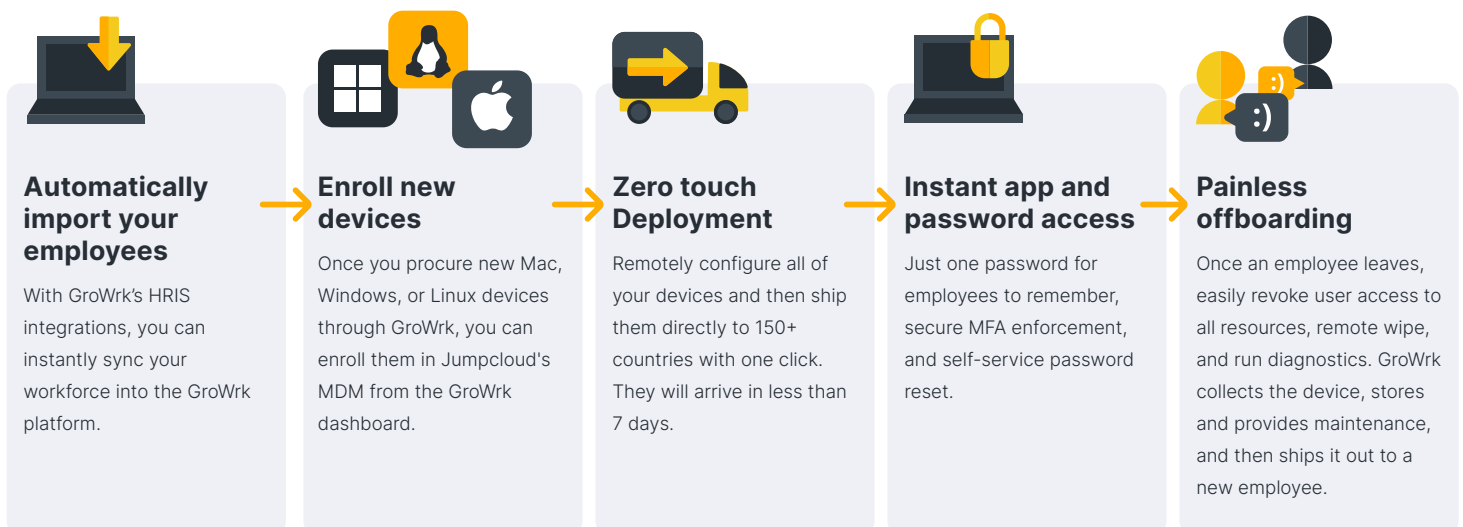 Automatically
import your
employees
With GroWrk’s HRIS
integrations, you can
instantly sync your
workforce into the GroWrk
platform.
Enroll new
devices
Once you procure new Mac,
Windows, or Linux devices
through GroWrk, you can
enroll them in Jumpcloud's
MDM from the GroWrk
dashboard.
Zero touch
Deployment
Remotely configure all of
your devices and then ship
them directly to 150+
countries with one click.
They will arrive in less than
7 days.
Instant app and
password access
Just one password for
employees to remember,
secure MFA enforcement,
and self-service password
reset.
:)
:)
Painless
offboarding
Once an employee leaves,
easily revoke user access to
all resources, remote wipe,
and run diagnostics. GroWrk
collects the device, stores
and provides maintenance,
and then ships it out to a
new employee.